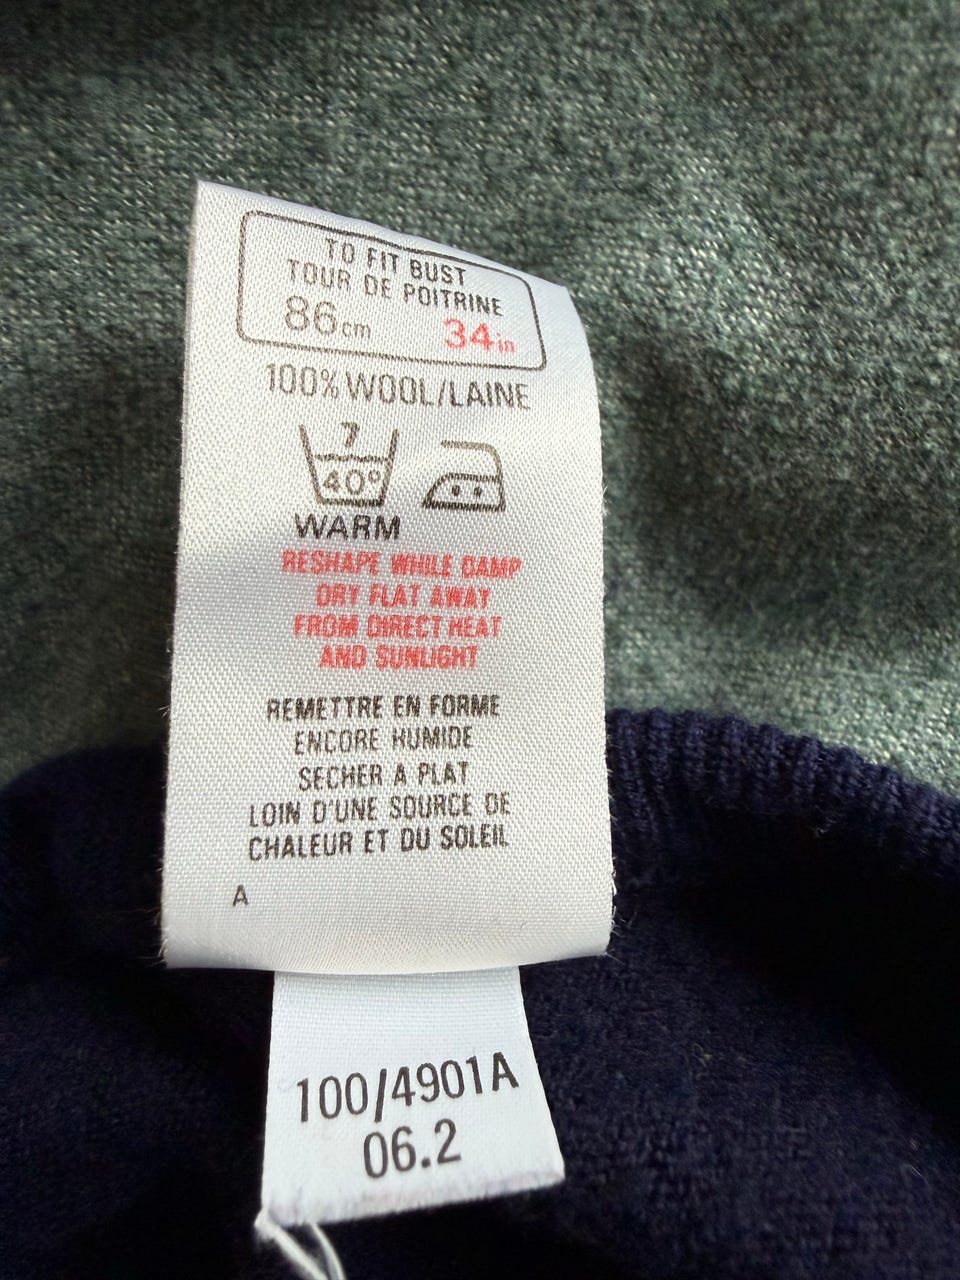 TO FIT BUST
TOUR DE POITRINE
86cm 34in
100% WOOL/LAINE
7
40°
WARM
RESHAPE WHILE DAMP
DRY FLAT AWAY
FROM DIRECT HEAT
AND SUNLIGHT
REMETTRE EN FORME
ENCORE HUMIDE
SECHER A PLAT
LOIN D'UNE SOURCE DE
CHALEUR ET DU SOLEIL
A
100/4901A
06.2